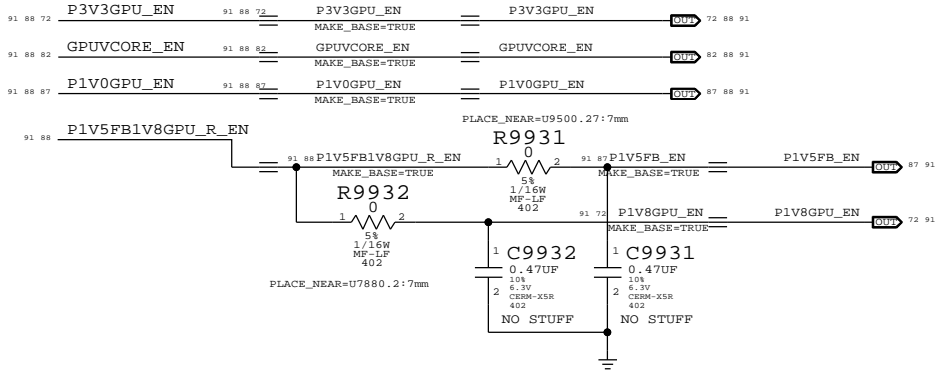 P3V3GPU_EN
91 88 72
91 88 72
P3V3GPU_EN
P3V3GPU_EN
MAKE_BASE=TRUE
OUT
72 88 91
GPUVCORE_EN
91 88 82
91 88 82
GPUVCORE_EN
GPUVCORE_EN
MAKE_BASE=TRUE
OUT
82 88 91
P1V0GPU_EN
91 88 87
91 88 87
P1V0GPU_EN
P1V0GPU_EN
MAKE_BASE=TRUE
OUT
87 88 91
P1V5FB1V8GPU_R_EN
91 88
PLACE_NEAR=U9500.27:7mm
R9931
0
91 88
P1V5FB1V8GPU_R_EN
MAKE_BASE=TRUE
1
2
5%
1/16W
MF-LF
402
91 87
P1V5FB_EN
MAKE_BASE=TRUE
P1V5FB_EN
OUT
87 91
R9932
0
1
2
5%
1/16W
MF-LF
402
PLACE_NEAR=U7880.2:7mm
91 72
P1V8GPU_EN
MAKE_BASE=TRUE
P1V8GPU_EN
OUT
72 91
1
C9932
0.47UF
10%
6.3V
CERM-X5R
402
2
NO STUFF
1
C9931
0.47UF
10%
6.3V
CERM-X5R
402
2
NO STUFF